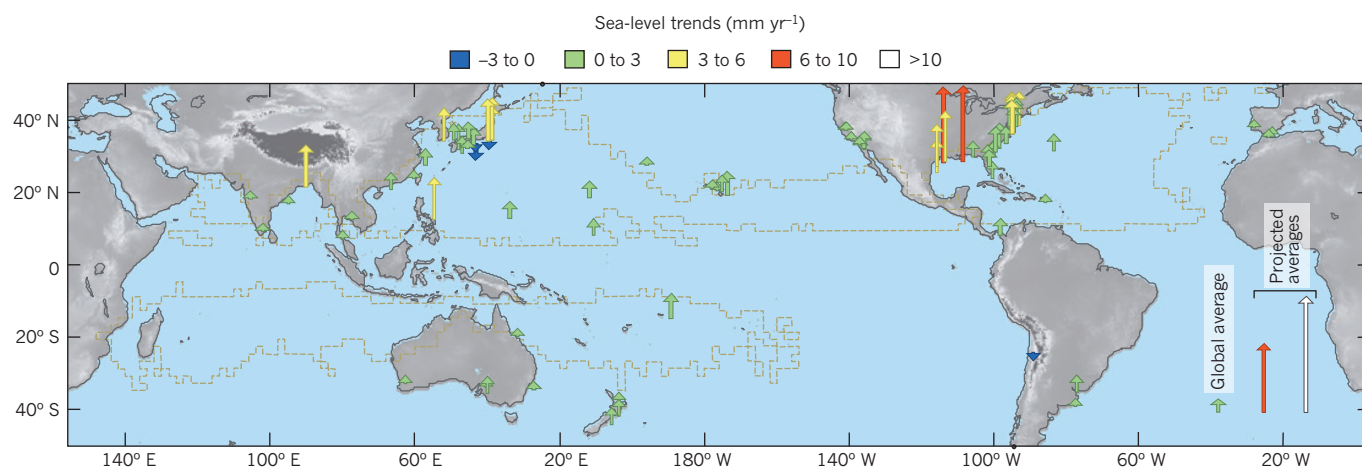 Sea-level trends (mm yr⁻¹)
–3 to 0 0 to 3 3 to 6 6 to 10 >10
40° N
20° N
0
20° S
40° S
Global average
Projected
averages
140° E 100° E 60° E 20° E 180° W 140° W 100° W 60° W 20° W